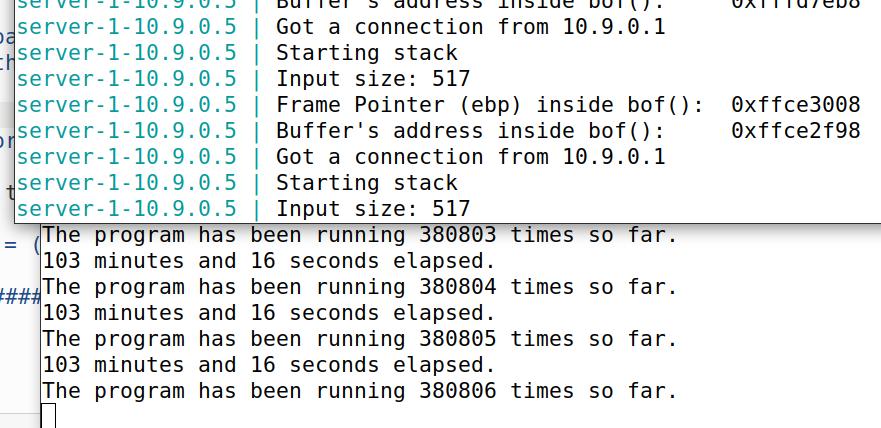 server-1-10.9.0.5 | Buffer's address inside bof(): 0xfffd7eb8
server-1-10.9.0.5 | Got a connection from 10.9.0.1
server-1-10.9.0.5 | Starting stack
server-1-10.9.0.5 | Input size: 517
server-1-10.9.0.5 | Frame Pointer (ebp) inside bof(): 0xffce3008
server-1-10.9.0.5 | Buffer's address inside bof(): 0xffce2f98
server-1-10.9.0.5 | Got a connection from 10.9.0.1
server-1-10.9.0.5 | Starting stack
server-1-10.9.0.5 | Input size: 517
= (
####
The program has been running 380803 times so far.
103 minutes and 16 seconds elapsed.
The program has been running 380804 times so far.
103 minutes and 16 seconds elapsed.
The program has been running 380805 times so far.
103 minutes and 16 seconds elapsed.
The program has been running 380806 times so far.